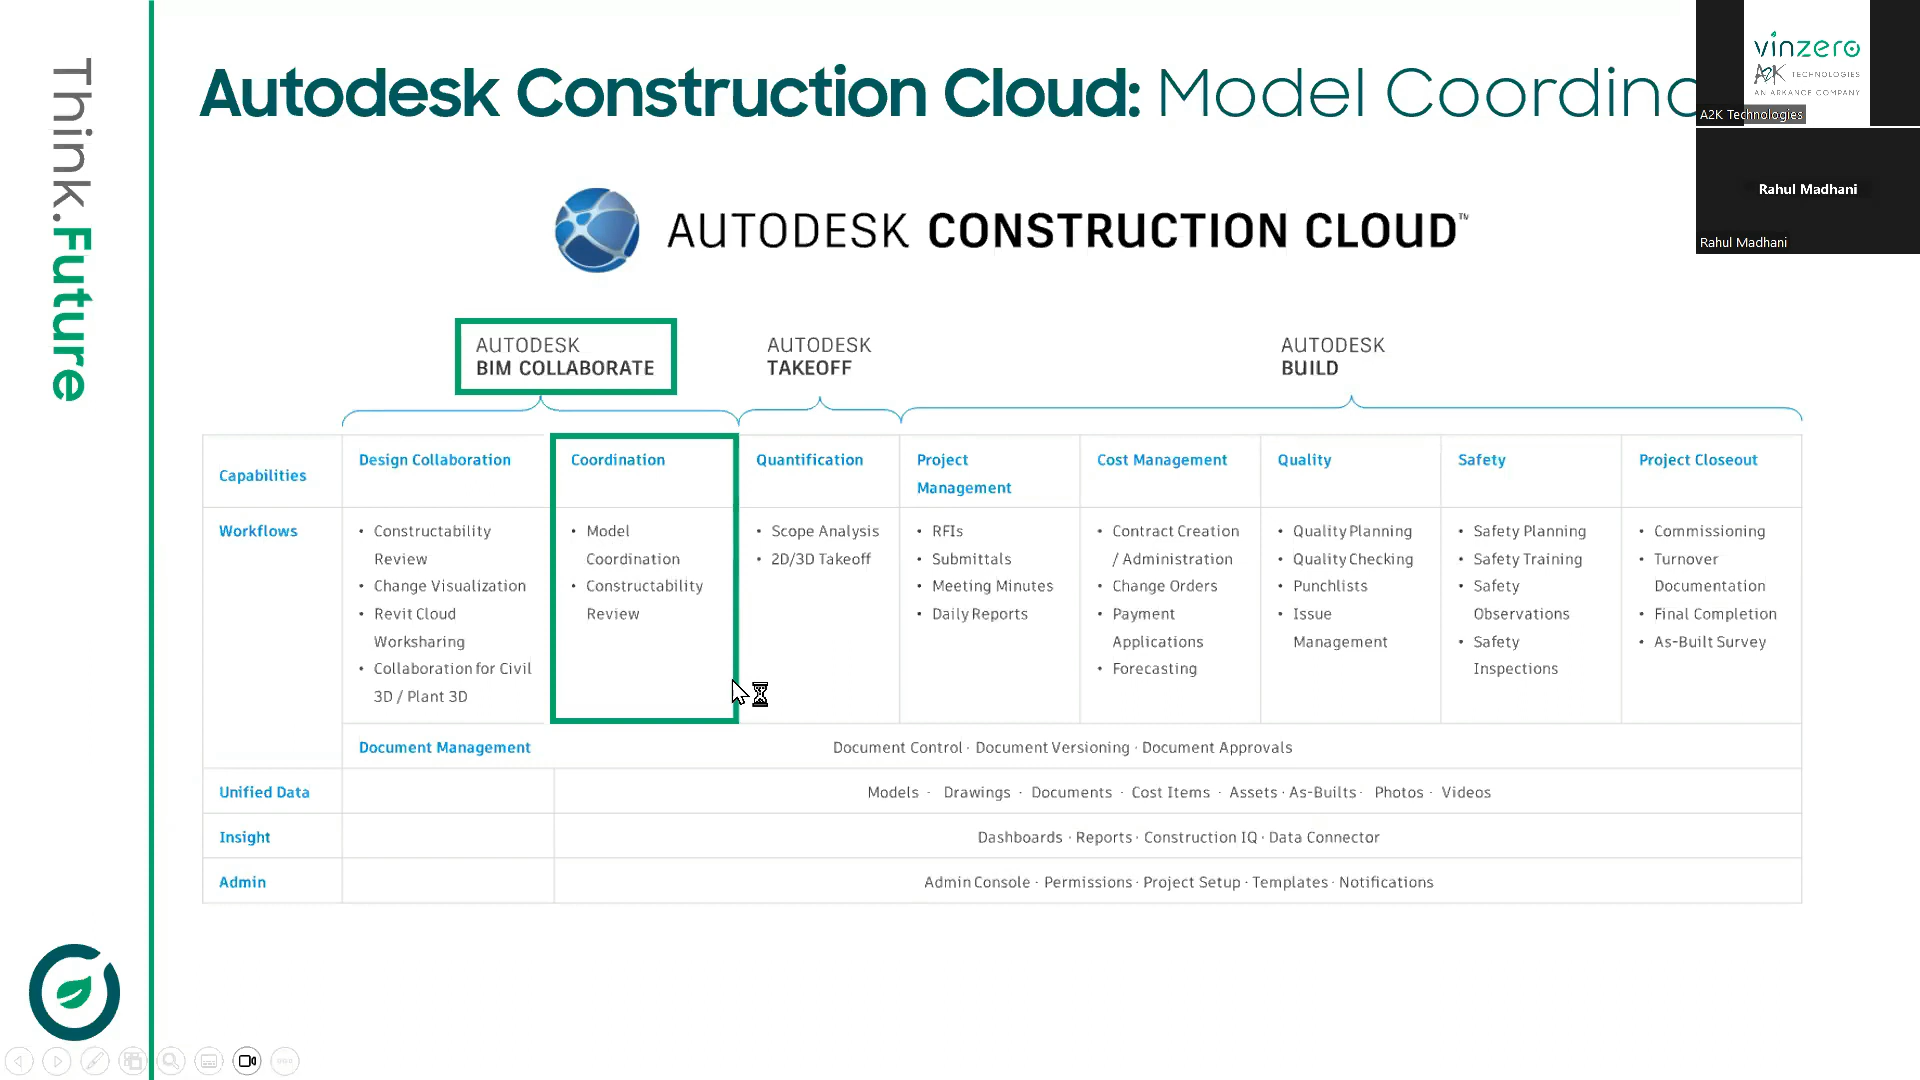 Think.Future
Autodesk Construction Cloud: Model Coordina
vinzero
A2K TECHNOLOGIES
AN ARKANCE COMPANY
A2K Technologies
Rahul Madhani
Rahul Madhani
AUTODESK CONSTRUCTION CLOUD™
AUTODESK
BIM COLLABORATE
AUTODESK
TAKEOFF
AUTODESK
BUILD
Capabilities
Design Collaboration
Coordination
Quantification
Project
Management
Cost Management
Quality
Safety
Project Closeout
Workflows
• Constructability
Review
• Change Visualization
• Revit Cloud
Worksharing
• Collaboration for Civil
3D / Plant 3D
• Model
Coordination
• Constructability
Review
• Scope Analysis
• 2D/3D Takeoff
• RFIs
• Submittals
• Meeting Minutes
• Daily Reports
• Contract Creation
/ Administration
• Change Orders
• Payment
Applications
• Forecasting
• Quality Planning
• Quality Checking
• Punchlists
• Issue
Management
• Safety Planning
• Safety Training
• Safety
Observations
• Safety
Inspections
• Commissioning
• Turnover
Documentation
• Final Completion
• As-Built Survey
Document Management
Document Control · Document Versioning · Document Approvals
Unified Data
Models · Drawings · Documents · Cost Items · Assets · As-Builts · Photos · Videos
Insight
Dashboards · Reports · Construction IQ · Data Connector
Admin
Admin Console · Permissions · Project Setup · Templates · Notifications